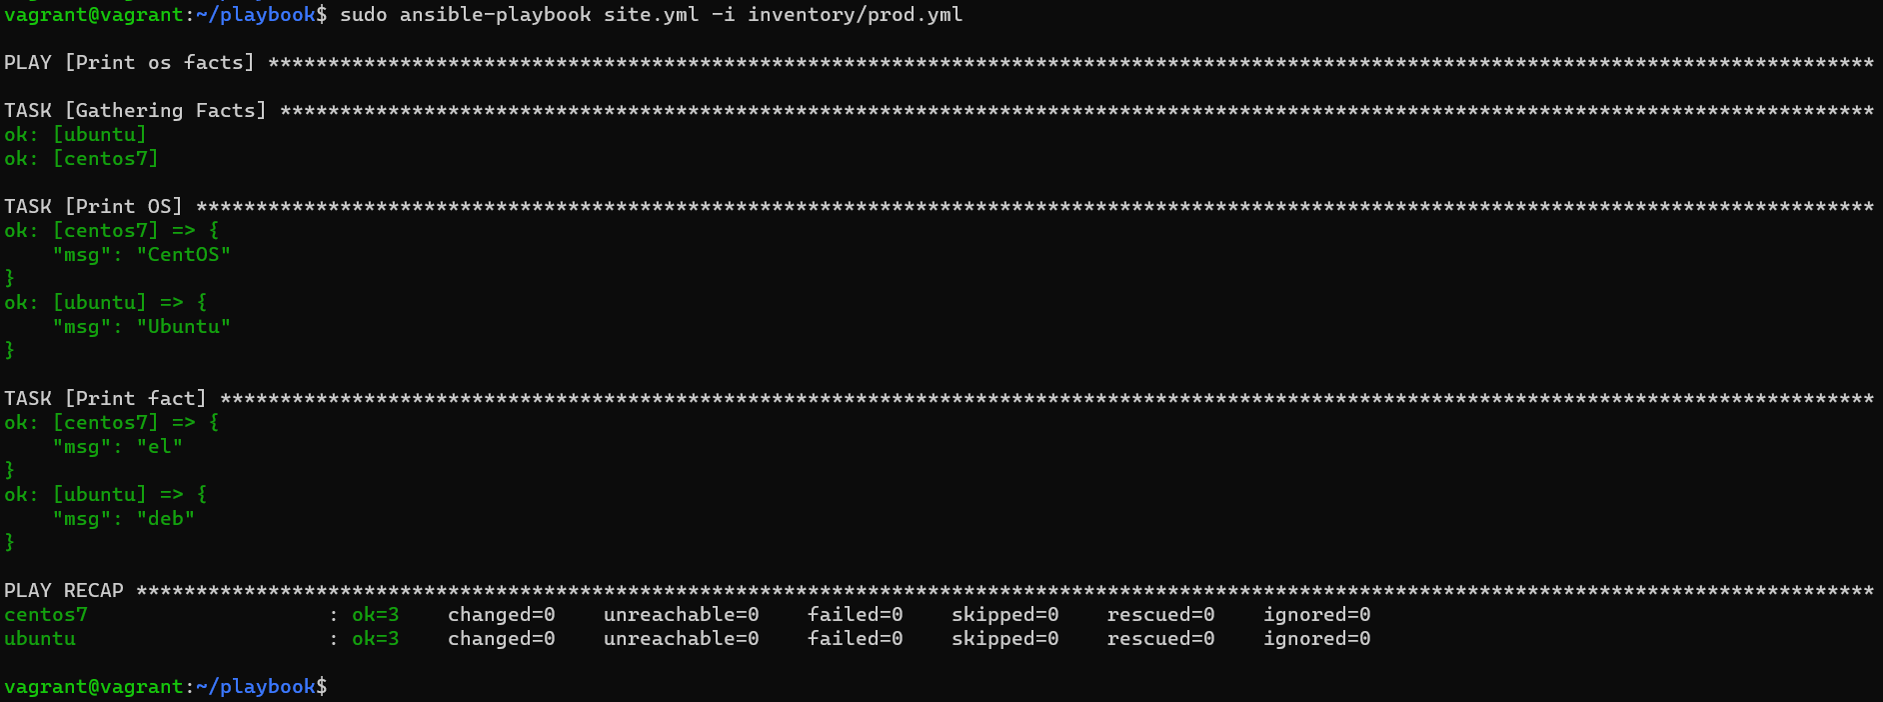 vagrant@vagrant:~/playbook$ sudo ansible-playbook site.yml -i inventory/prod.yml
PLAY [Print os facts] **************************************************************************************************************************************
TASK [Gathering Facts] *************************************************************************************************************************************
ok: [ubuntu]
ok: [centos7]
TASK [Print OS] ********************************************************************************************************************************************
ok: [centos7] => {
    "msg": "CentOS"
}
ok: [ubuntu] => {
    "msg": "Ubuntu"
}
TASK [Print fact] ******************************************************************************************************************************************
ok: [centos7] => {
    "msg": "el"
}
ok: [ubuntu] => {
    "msg": "deb"
}
PLAY RECAP *************************************************************************************************************************************************
centos7                    : ok=3    changed=0    unreachable=0    failed=0    skipped=0    rescued=0    ignored=0
ubuntu                     : ok=3    changed=0    unreachable=0    failed=0    skipped=0    rescued=0    ignored=0
vagrant@vagrant:~/playbook$